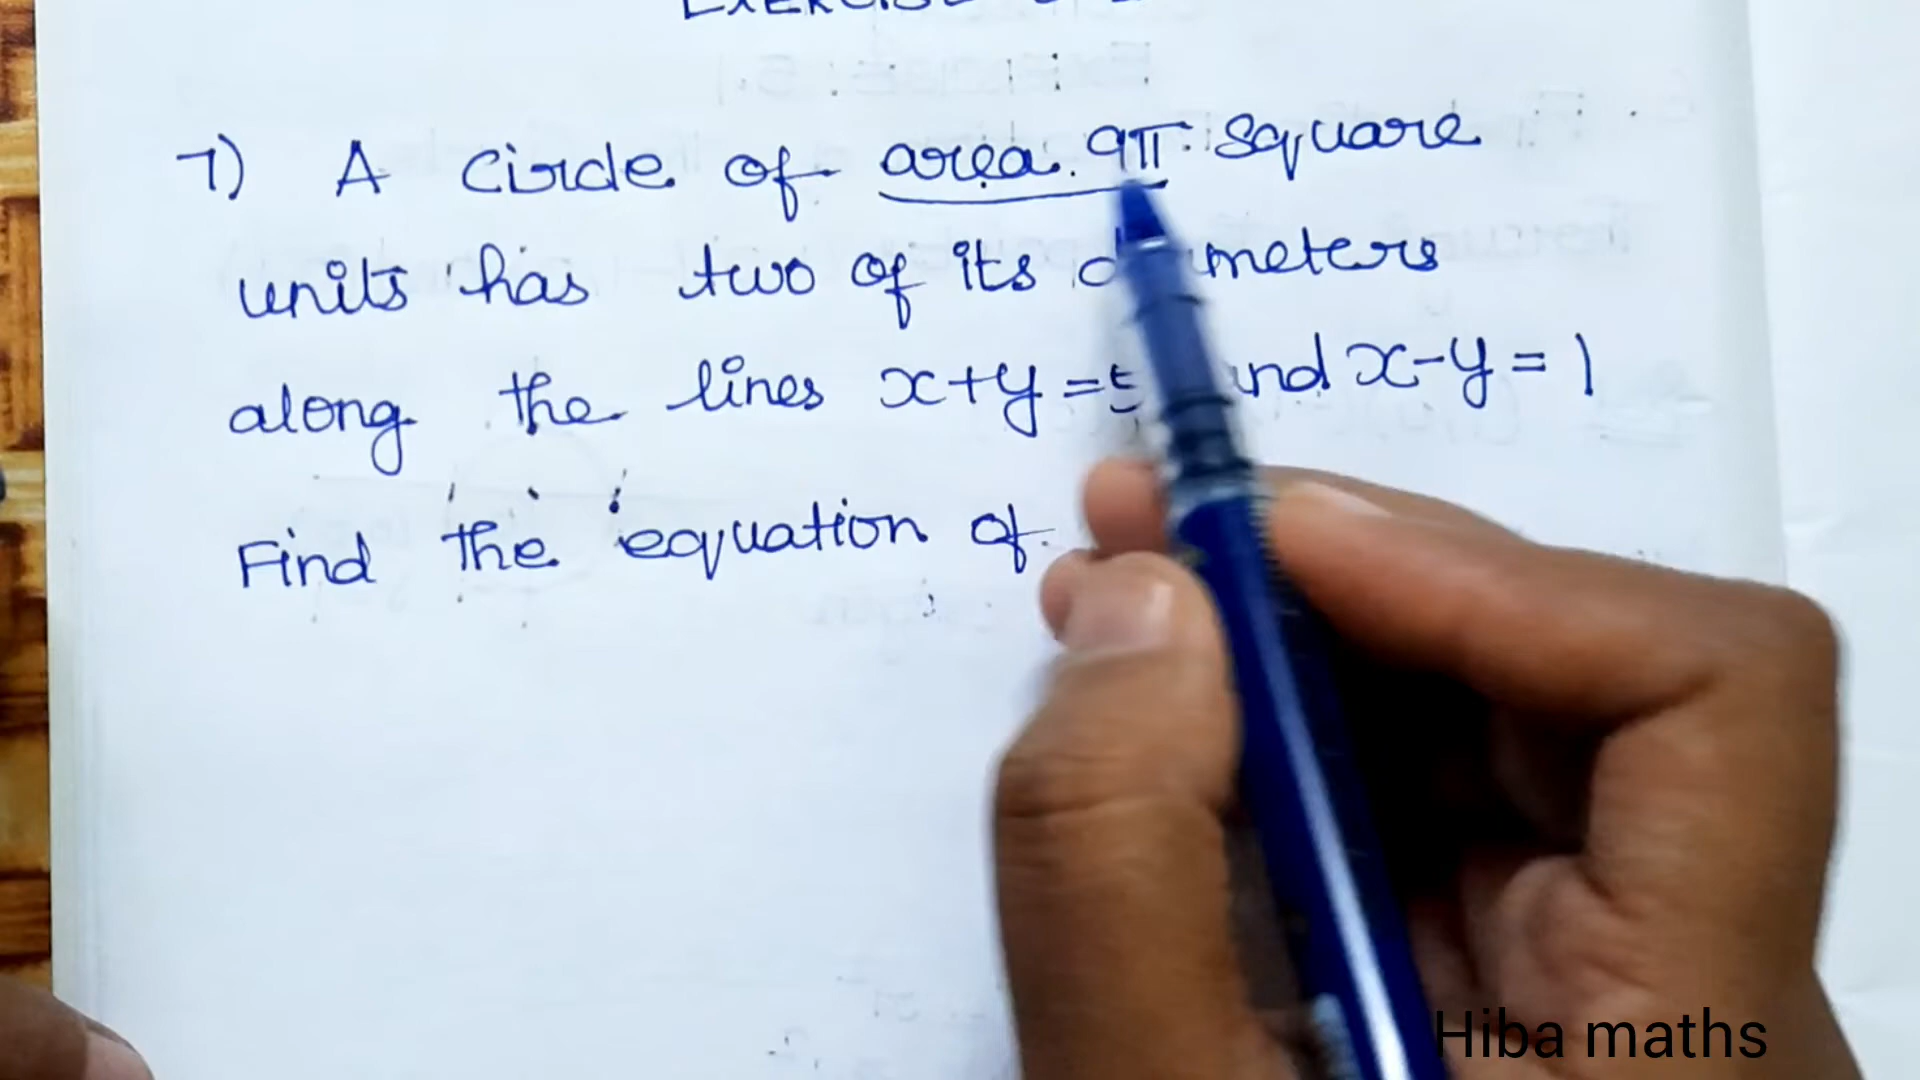 7) A circle of area 9π square
units has two of its
along the lines x+y=5 and x-y=1
Find the equation of
Hiba maths